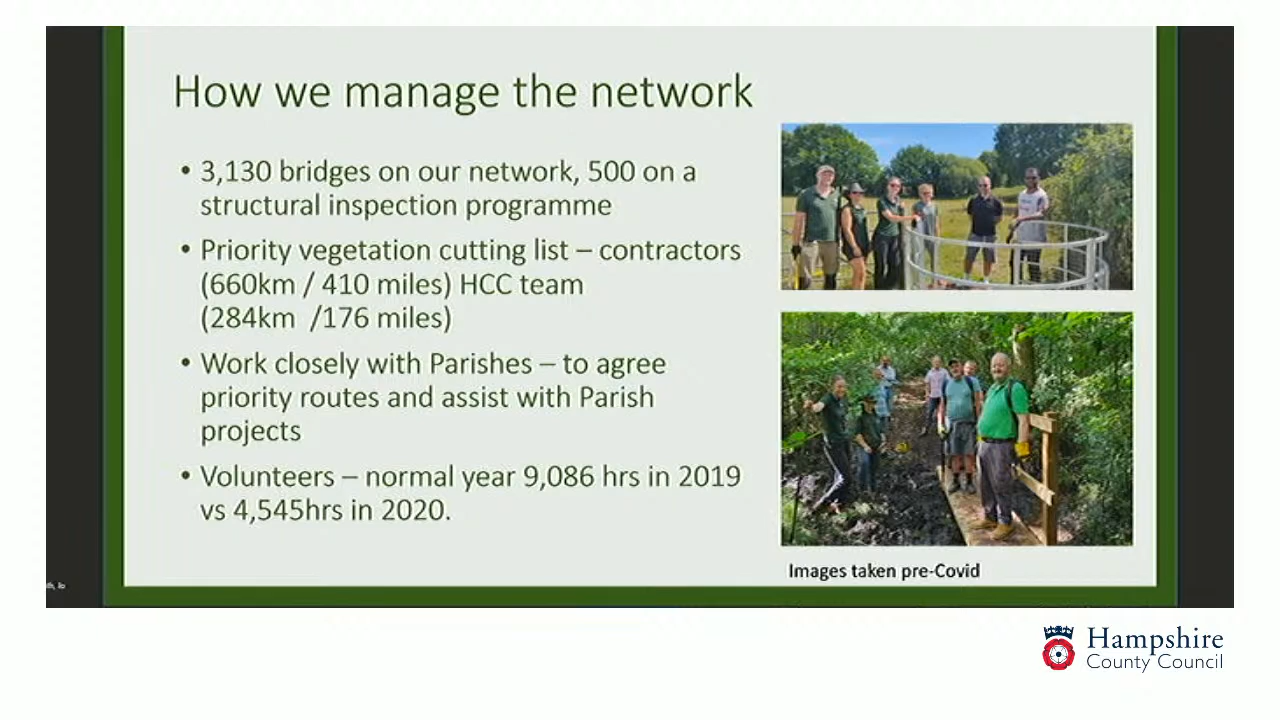 How we manage the network
• 3,130 bridges on our network, 500 on a
structural inspection programme
• Priority vegetation cutting list – contractors
(660km / 410 miles) HCC team
(284km  /176 miles)
• Work closely with Parishes – to agree
priority routes and assist with Parish
projects
• Volunteers – normal year 9,086 hrs in 2019
vs 4,545hrs in 2020.
Images taken pre-Covid
Hampshire
County Council